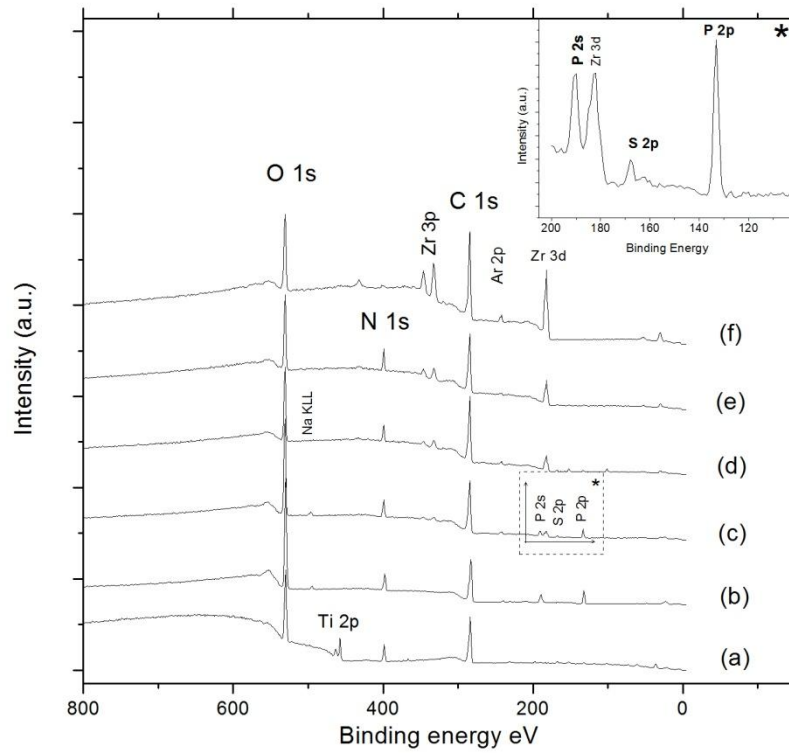 *
P 2s
Zr 3d
S 2p
P 2p
Intensity (a.u.)
200 180 160 140 120
Binding Energy
O 1s
Zr 3p
C 1s
Ar 2p
Zr 3d
(f)
N 1s
(e)
Na KLL
(d)
*
P 2s
S 2p
P 2p
(c)
(b)
Ti 2p
(a)
Intensity (a.u.)
800 600 400 200 -0
Binding energy eV